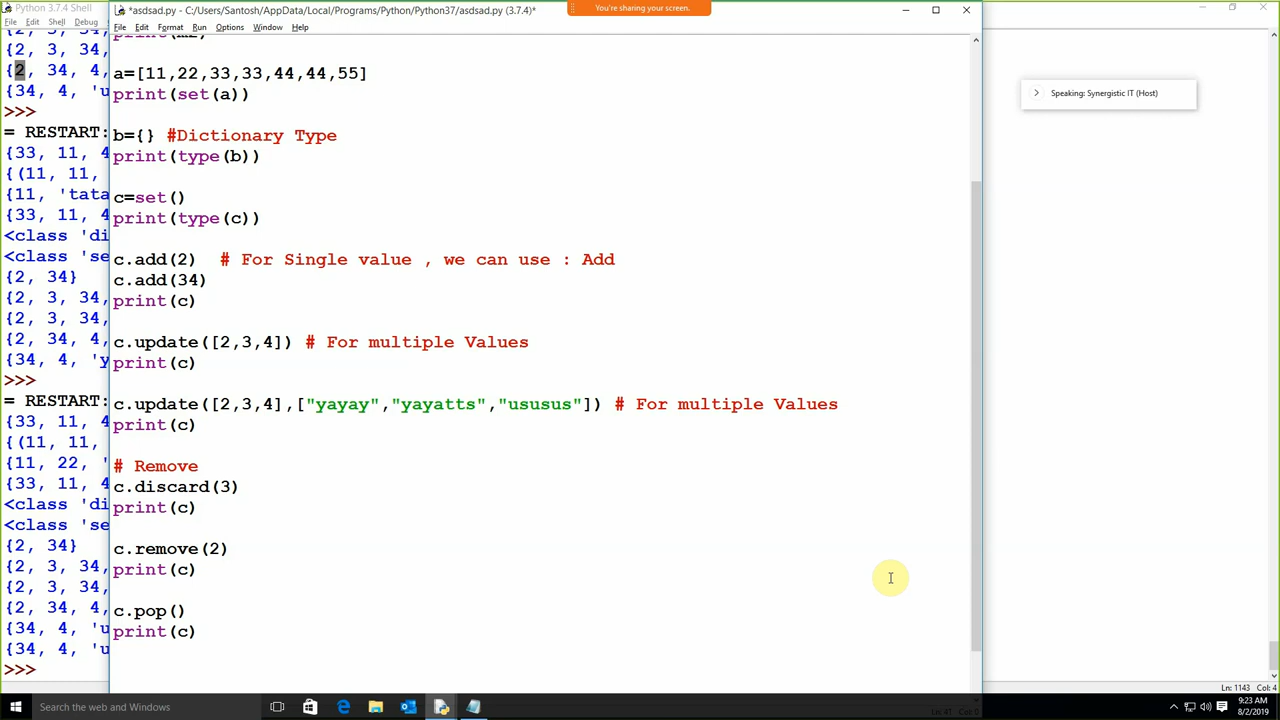 Python 3.7.4 Shell
File Edit Shell Debug
{2, 3, 34,
{2, 34, 4,
{34, 4, 'u
>>>
= RESTART:
{33, 11, 4
{(11, 11,
{11, 'tata
{33, 11, 4
<class 'di
<class 'se
{2, 34}
{2, 3, 34,
{2, 3, 34,
{2, 34, 4,
{34, 4, 'y
>>>
= RESTART:
{33, 11, 4
{(11, 11,
{11, 22, '
{33, 11, 4
<class 'di
<class 'se
{2, 34}
{2, 3, 34,
{2, 3, 34,
{2, 34, 4,
{34, 4, 'u
{34, 4, 'u
>>>
*asdsad.py - C:/Users/Santosh/AppData/Local/Programs/Python/Python37/asdsad.py (3.7.4)*
You're sharing your screen.
File Edit Format Run Options Window Help
a=[11,22,33,33,44,44,55]
print(set(a))
b={} #Dictionary Type
print(type(b))
c=set()
print(type(c))
c.add(2) # For Single value , we can use : Add
c.add(34)
print(c)
c.update([2,3,4]) # For multiple Values
print(c)
c.update([2,3,4],["yayay","yayatts","ususus"]) # For multiple Values
print(c)
# Remove
c.discard(3)
print(c)
c.remove(2)
print(c)
c.pop()
print(c)
Speaking: Synergistic IT (Host)
Ln: 1143 Col: 4
Search the web and Windows
9:23 AM
8/2/2019